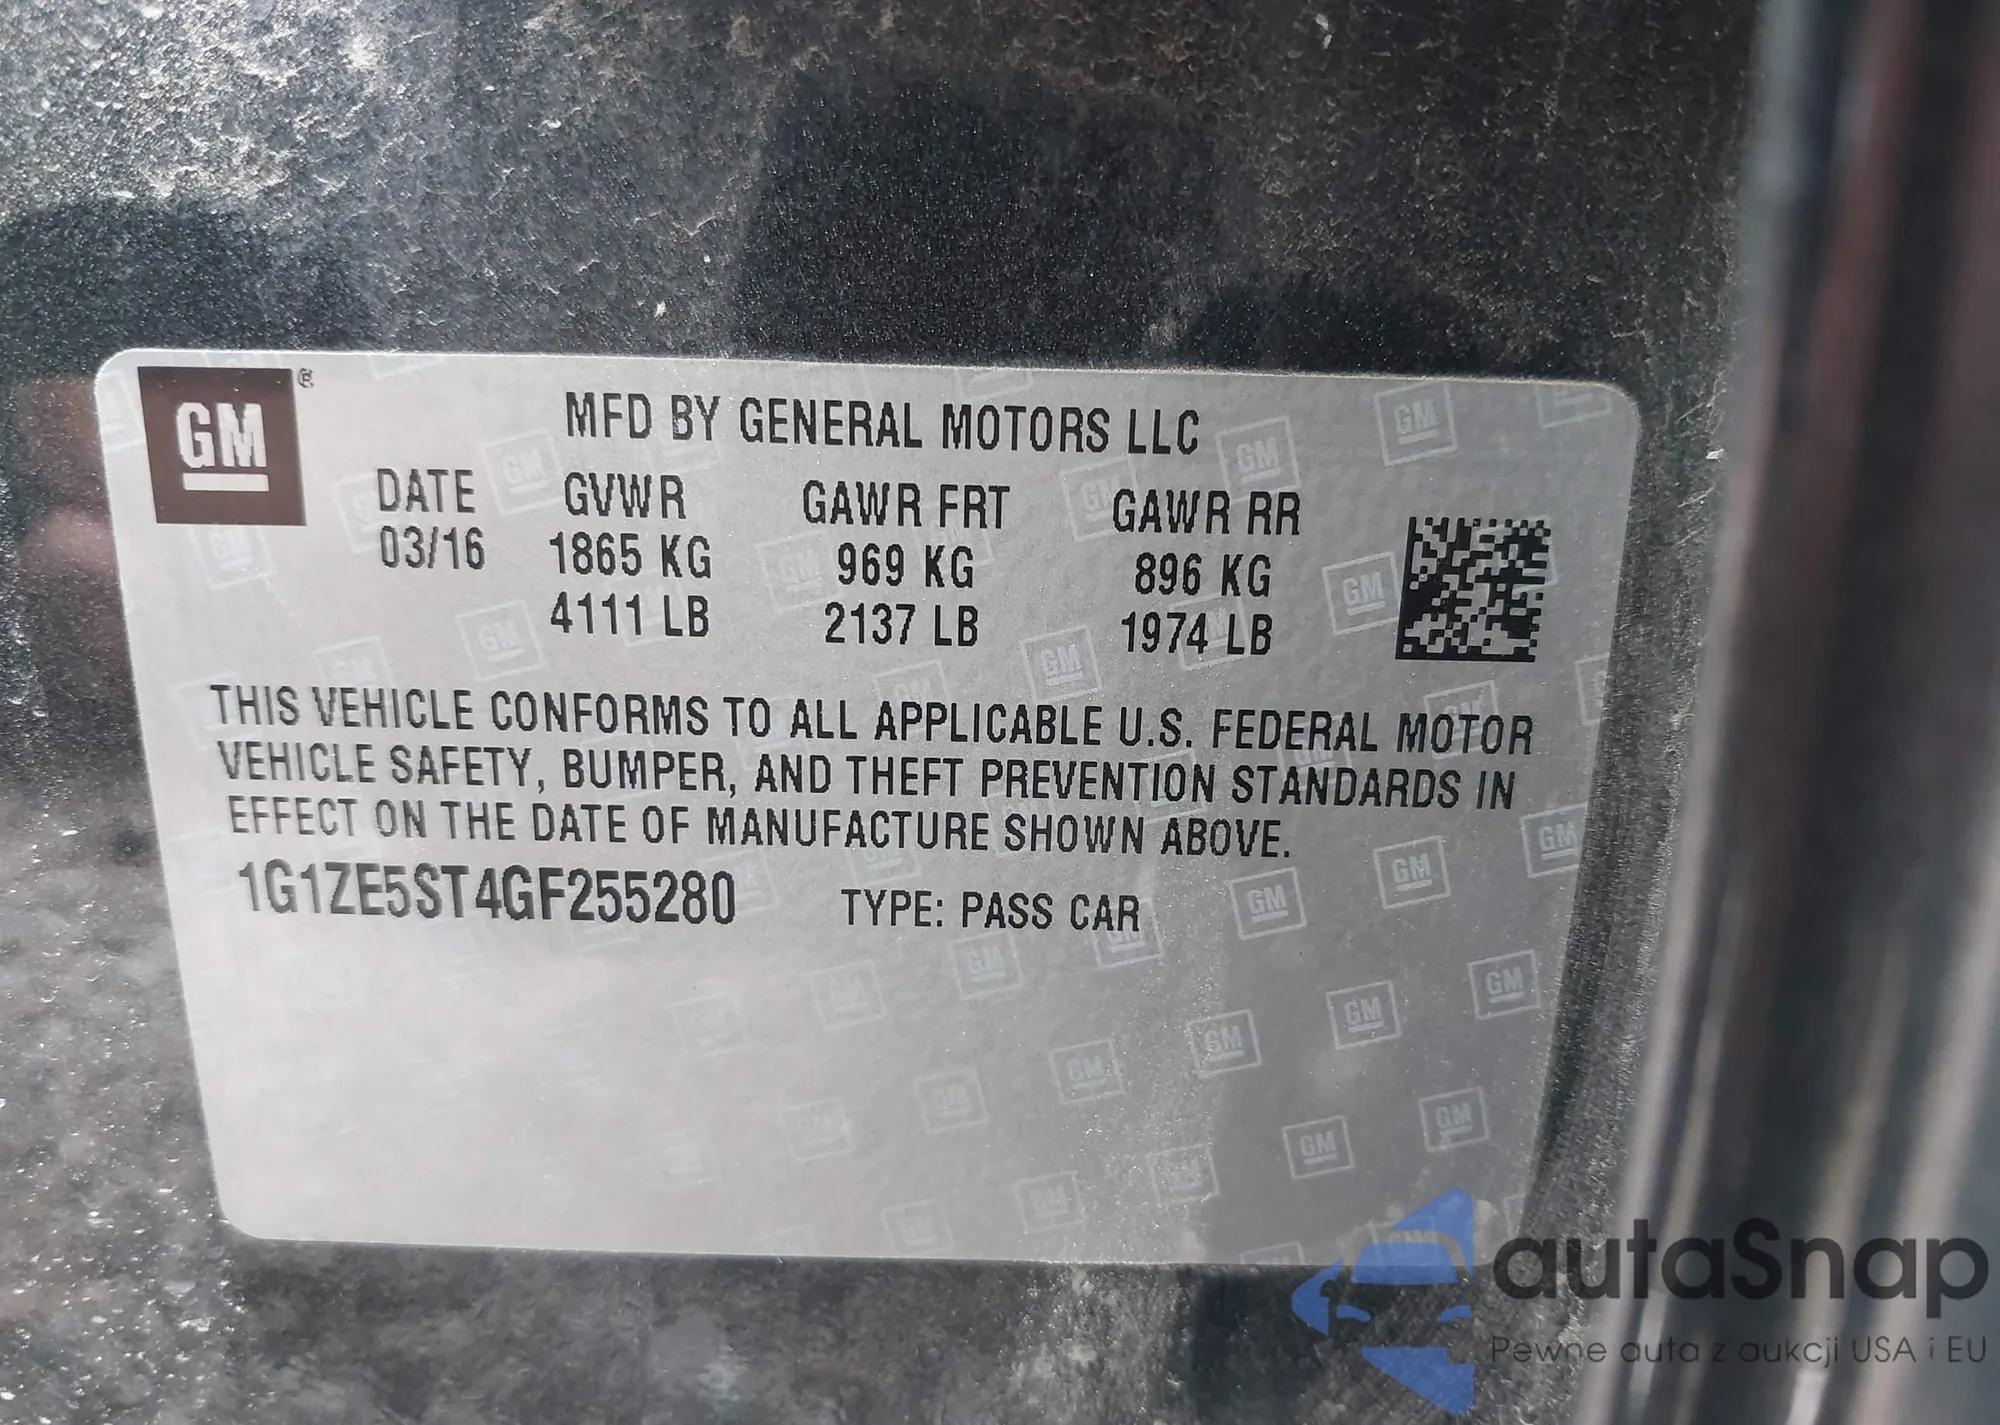 GM ®
MFD BY GENERAL MOTORS LLC
DATE GVWR GAWR FRT GAWR RR
03/16 1865 KG 969 KG 896 KG
4111 LB 2137 LB 1974 LB
THIS VEHICLE CONFORMS TO ALL APPLICABLE U.S. FEDERAL MOTOR
VEHICLE SAFETY, BUMPER, AND THEFT PREVENTION STANDARDS IN
EFFECT ON THE DATE OF MANUFACTURE SHOWN ABOVE.
1G1ZE5ST4GF255280 TYPE: PASS CAR
autaSnap
Pewne auta z aukcji USA i EU